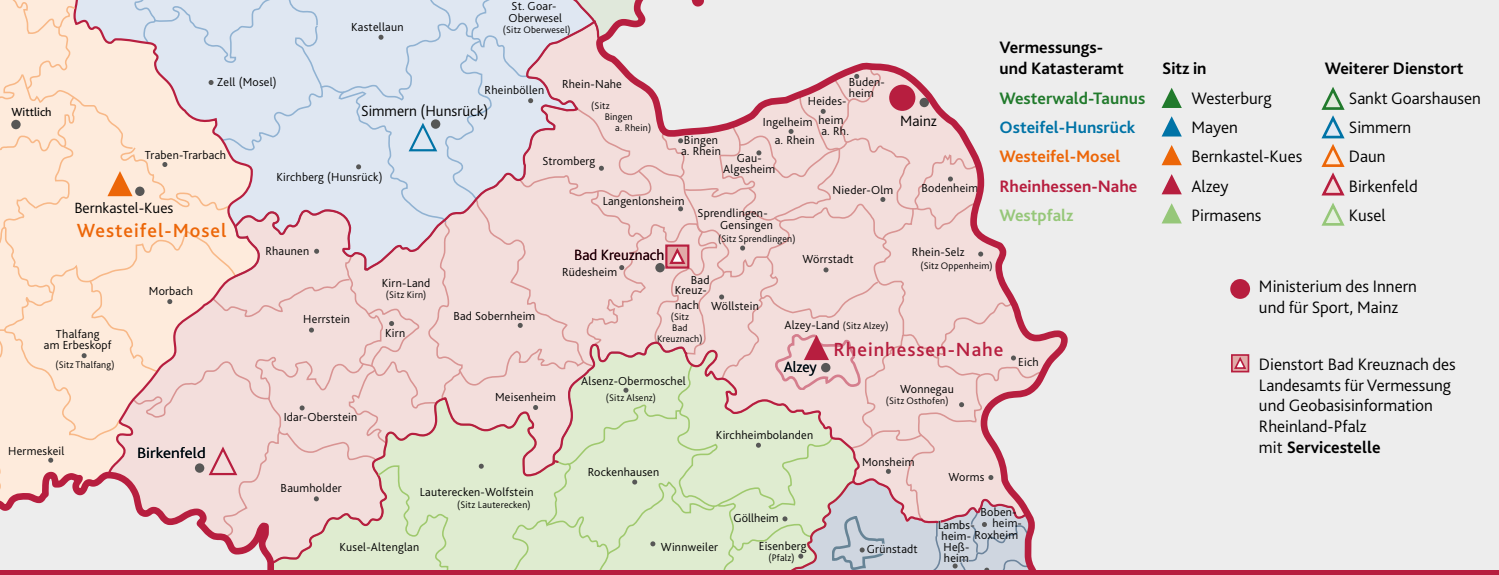 Kastellaun
St. Goar-
Oberwesel
(Sitz Oberwesel)
Zell (Mosel)
Rheinböllen
Simmern (Hunsrück)
Kirchberg (Hunsrück)
Wittlich
Traben-Trarbach
Bernkastel-Kues
Westeifel-Mosel
Morbach
Thalfang
am Erbeskopf
(Sitz Thalfang)
Hermeskeil
Rhein-Nahe
(Sitz
Bingen
a. Rhein)
Bingen
a. Rhein
Stromberg
Langenlonsheim
Gau-
Algesheim
Ingelheim
a. Rhein
Heides-
heim
a. Rh.
Buden-
heim
Mainz
Nieder-Olm
Bodenheim
Sprendlingen-
Gensingen
(Sitz Sprendlingen)
Bad Kreuznach
Rüdesheim
Bad
Kreuz-
nach
(Sitz
Bad
Kreuznach)
Wöllstein
Wörrstadt
Rhein-Selz
(Sitz Oppenheim)
Rhaunen
Kirn-Land
(Sitz Kirn)
Kirn
Herrstein
Bad Sobernheim
Alzey-Land (Sitz Alzey)
Rheinhessen-Nahe
Alzey
Eich
Wonnegau
(Sitz Osthofen)
Monsheim
Worms
Meisenheim
Idar-Oberstein
Birkenfeld
Baumholder
Alsenz-Obermoschel
(Sitz Alsenz)
Kirchheimbolanden
Rockenhausen
Lauterecken-Wolfstein
(Sitz Lauterecken)
Göllheim
Eisenberg
(Pfalz)
Winnweiler
Kusel-Altenglan
Grünstadt
Lambs-
heim-
Heß-
heim
Boben-
heim-
Roxheim
Vermessungs-
und Katasteramt Sitz in Weiterer Dienstort
Westerwald-Taunus Westerburg Sankt Goarshausen
Osteifel-Hunsrück Mayen Simmern
Westeifel-Mosel Bernkastel-Kues Daun
Rheinhessen-Nahe Alzey Birkenfeld
Westpfalz Pirmasens Kusel
Ministerium des Innern
und für Sport, Mainz
Dienstort Bad Kreuznach des
Landesamts für Vermessung
und Geobasisinformation
Rheinland-Pfalz
mit Servicestelle